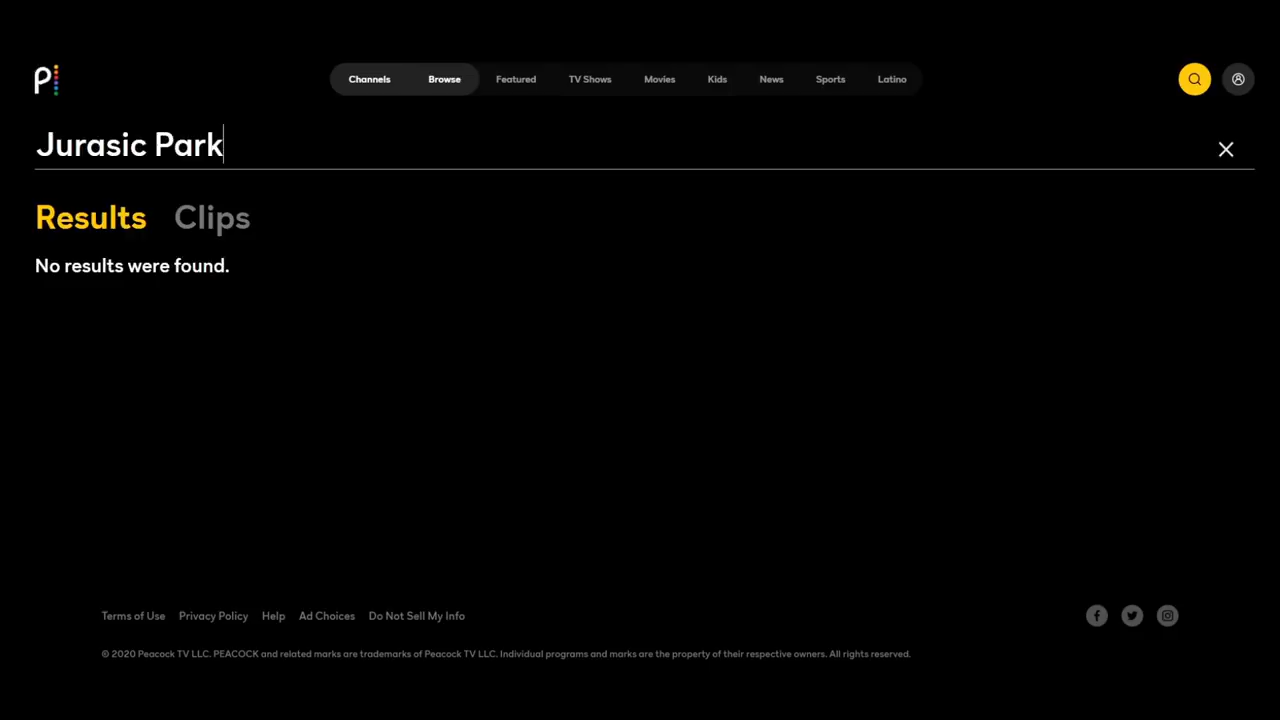 P
Channels Browse Featured TV Shows Movies Kids News Sports Latino
Jurasic Park
Results Clips
No results were found.
Terms of Use Privacy Policy Help Ad Choices Do Not Sell My Info
© 2020 Peacock TV LLC. PEACOCK and related marks are trademarks of Peacock TV LLC. Individual programs and marks are the property of their respective owners. All rights reserved.